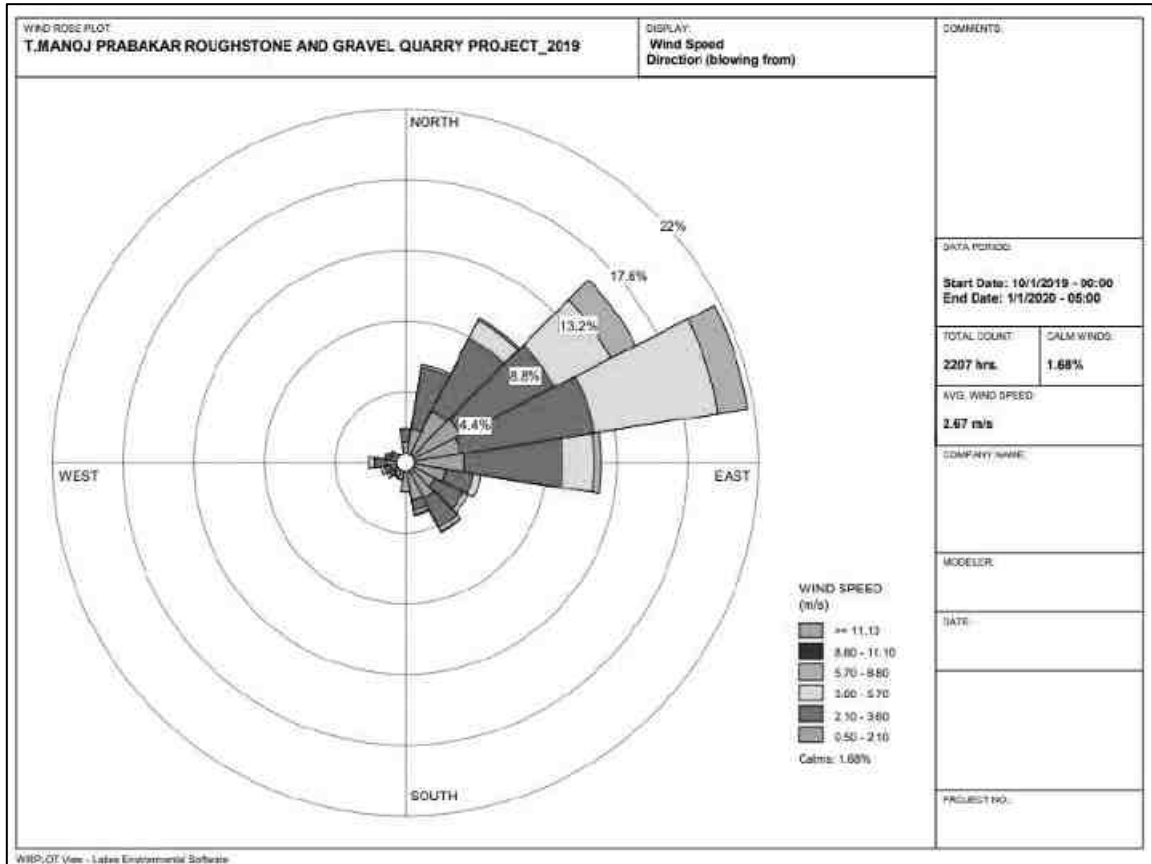 WIND ROSE PLOT:
T.MANOJ PRABAKAR ROUGHSTONE AND GRAVEL QUARRY PROJECT_2019
DISPLAY:
Wind Speed
Direction (blowing from)
COMMENTS:
NORTH
22%
17.6%
13.2%
8.8%
4.4%
WEST
EAST
SOUTH
WIND SPEED
(m/s)
>= 11.10
8.80 - 11.10
5.70 - 8.80
3.60 - 5.70
2.10 - 3.60
0.50 - 2.10
Calms: 1.68%
DATA PERIOD:
Start Date: 10/1/2019 - 00:00
End Date: 1/1/2020 - 05:00
TOTAL COUNT:
2207 hrs.
CALM WINDS:
1.68%
AVG. WIND SPEED:
2.67 m/s
COMPANY NAME:
MODELER:
DATE:
PROJECT NO.:
WRPLOT View - Lakes Environmental Software